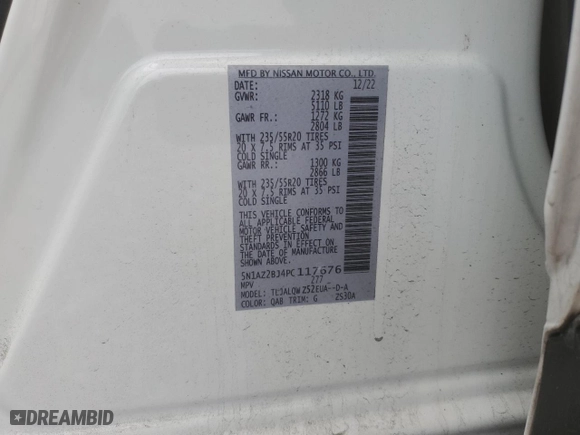 MFD BY NISSAN MOTOR CO., LTD.
DATE: 12/22
GVWR: 2318 KG
5110 LB
GAWR FR.: 1272 KG
2804 LB
WITH 235/55R20 TIRES
20 X 7.5 RIMS AT 35 PSI
COLD SINGLE
GAWR RR.: 1300 KG
2866 LB
WITH 235/55R20 TIRES
20 X 7.5 RIMS AT 35 PSI
COLD SINGLE
THIS VEHICLE CONFORMS TO
ALL APPLICABLE FEDERAL
MOTOR VEHICLE SAFETY AND
THEFT PREVENTION
STANDARDS IN EFFECT ON
THE DATE OF MANUFACTURE
SHOWN ABOVE.
5N1AZ2BJ4PC117676
MPV 277
MODEL: TLJALQWZ52EUA--D-A
COLOR: QAB TRIM: G 2530A
DREAMBID